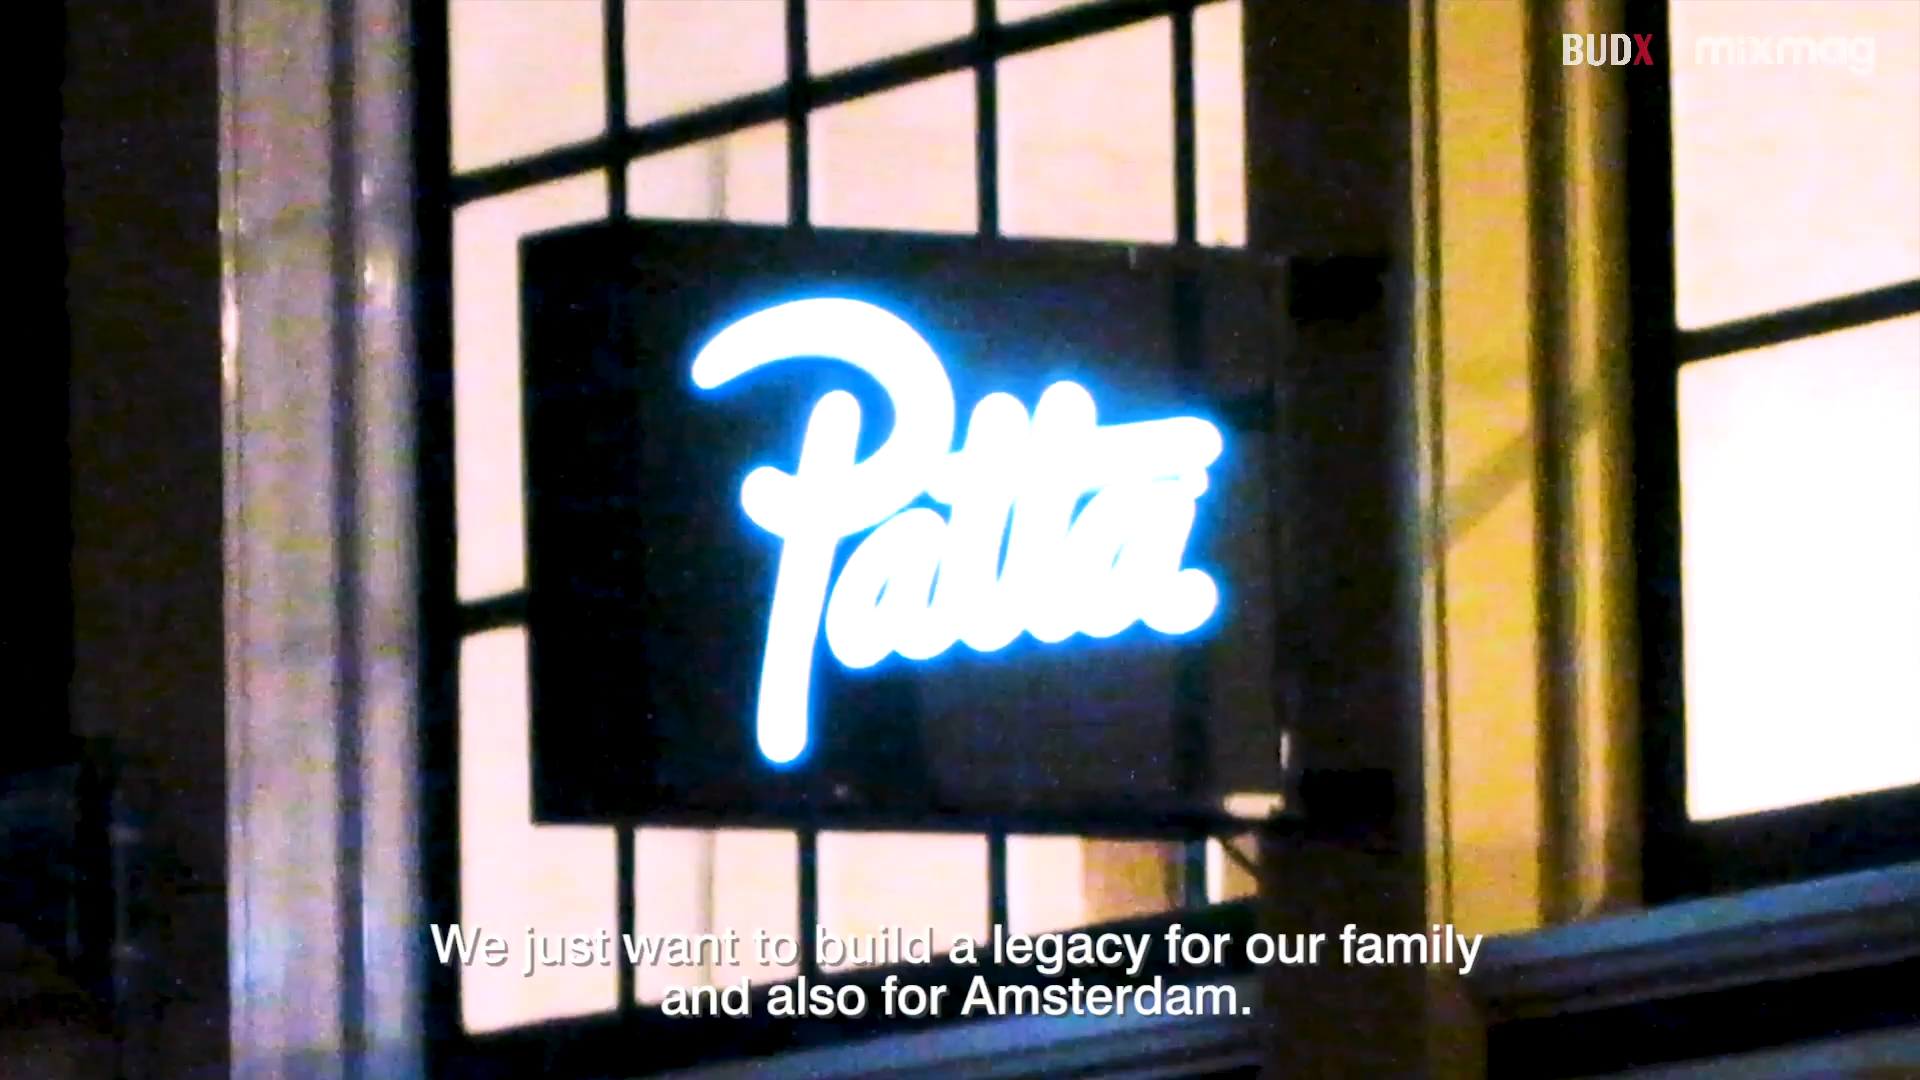 BUDX mixmag
Patta
We just want to build a legacy for our family
and also for Amsterdam.